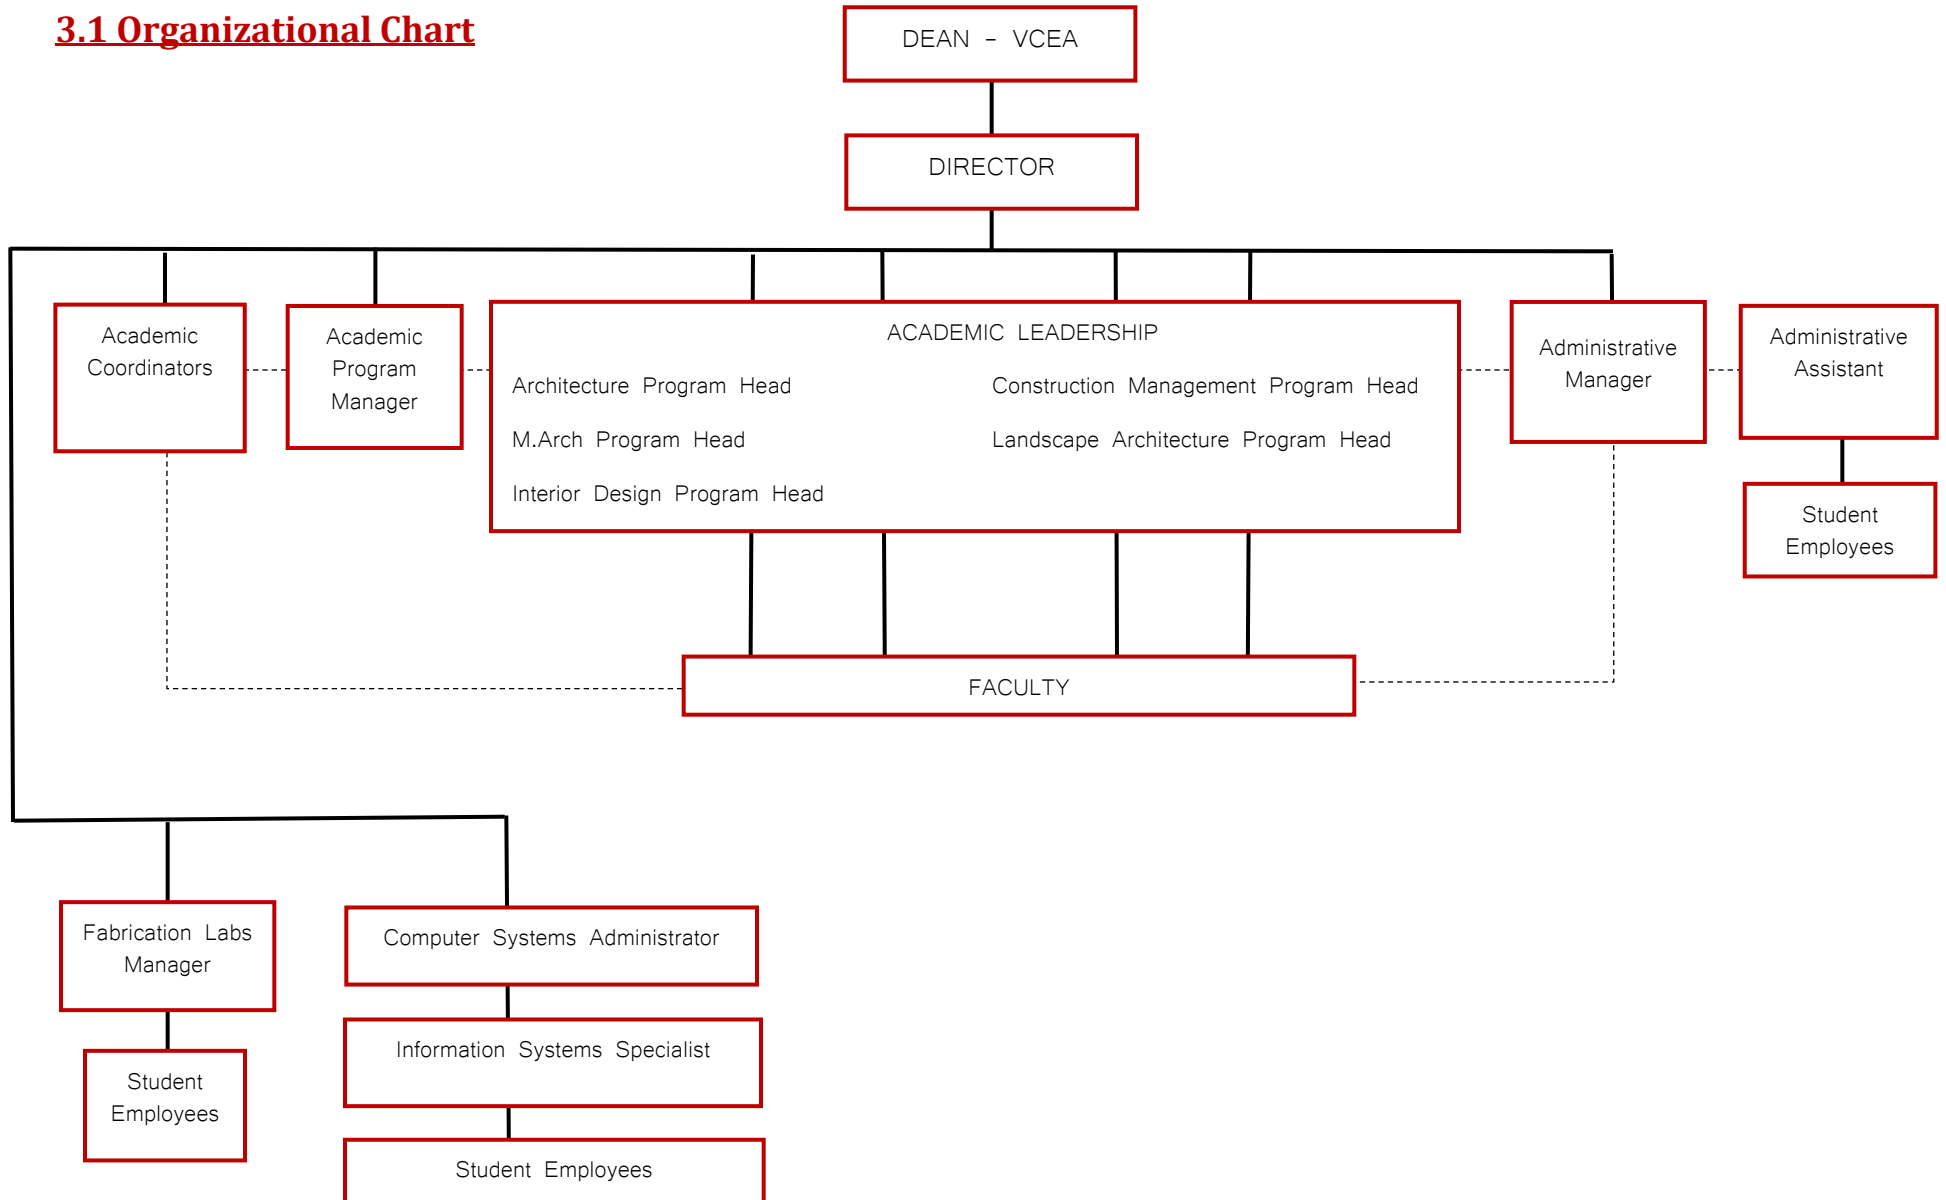 3.1 Organizational Chart
DEAN - VCEA
DIRECTOR
Academic
Coordinators
Academic
Program
Manager
ACADEMIC LEADERSHIP
Architecture Program Head
Construction Management Program Head
M.Arch Program Head
Landscape Architecture Program Head
Interior Design Program Head
Administrative
Manager
Administrative
Assistant
Student
Employees
FACULTY
Fabrication Labs
Manager
Student
Employees
Computer Systems Administrator
Information Systems Specialist
Student Employees